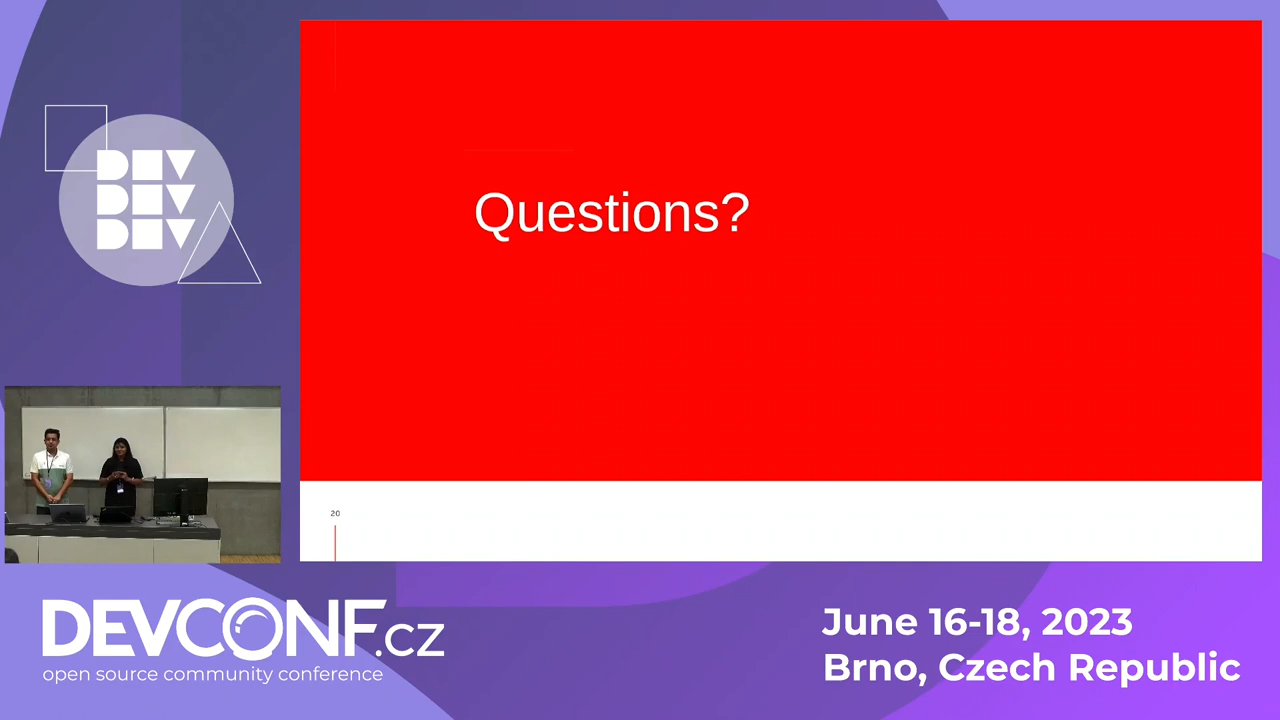 DEV
DEV
DEV
Questions?
20
DEVCONF.cz
open source community conference
June 16-18, 2023
Brno, Czech Republic